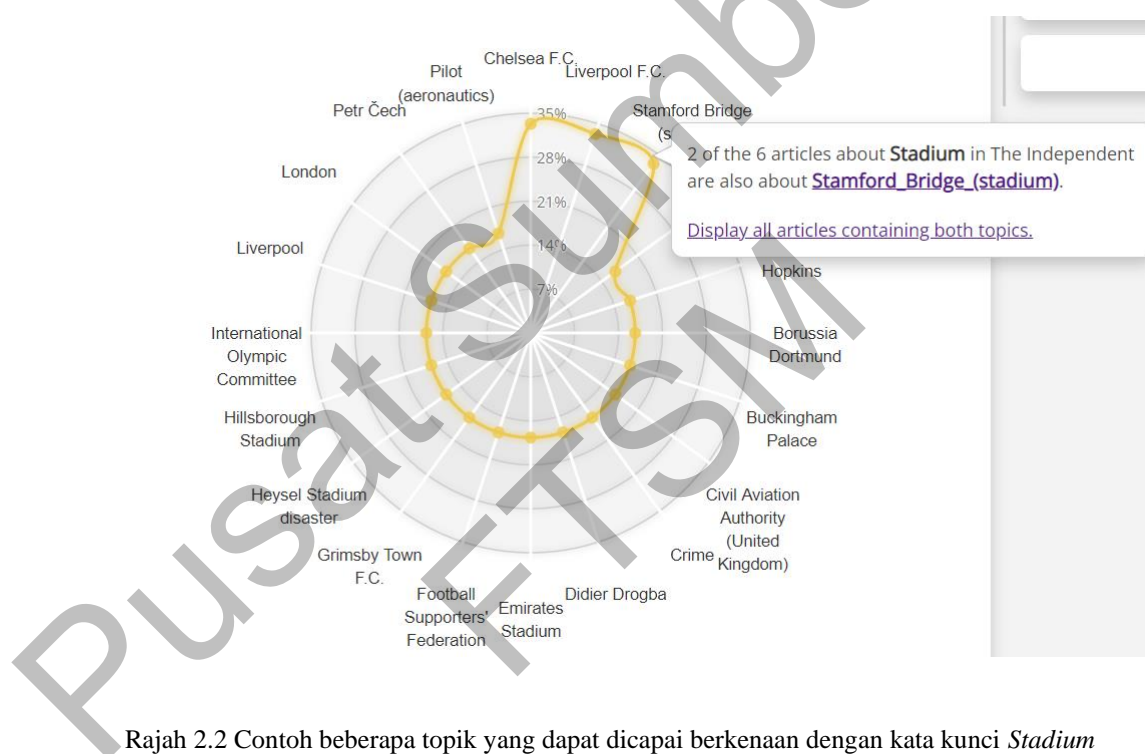 Chelsea F.C.
Liverpool F.C.
Pilot
(aeronautics)
Petr Čech
Stamford Bridge
(s
35%
28%
21%
14%
7%
2 of the 6 articles about Stadium in The Independent
are also about Stamford_Bridge_(stadium).
Display all articles containing both topics.
London
Liverpool
Hopkins
International
Olympic
Committee
Borussia
Dortmund
Hillsborough
Stadium
Buckingham
Palace
Heysel Stadium
disaster
Civil Aviation
Authority
(United
Kingdom)
Grimsby Town
F.C.
Crime
Football
Supporters'
Federation
Emirates
Stadium
Didier Drogba
Pusat Sumber
FTSM
Rajah 2.2 Contoh beberapa topik yang dapat dicapai berkenaan dengan kata kunci Stadium